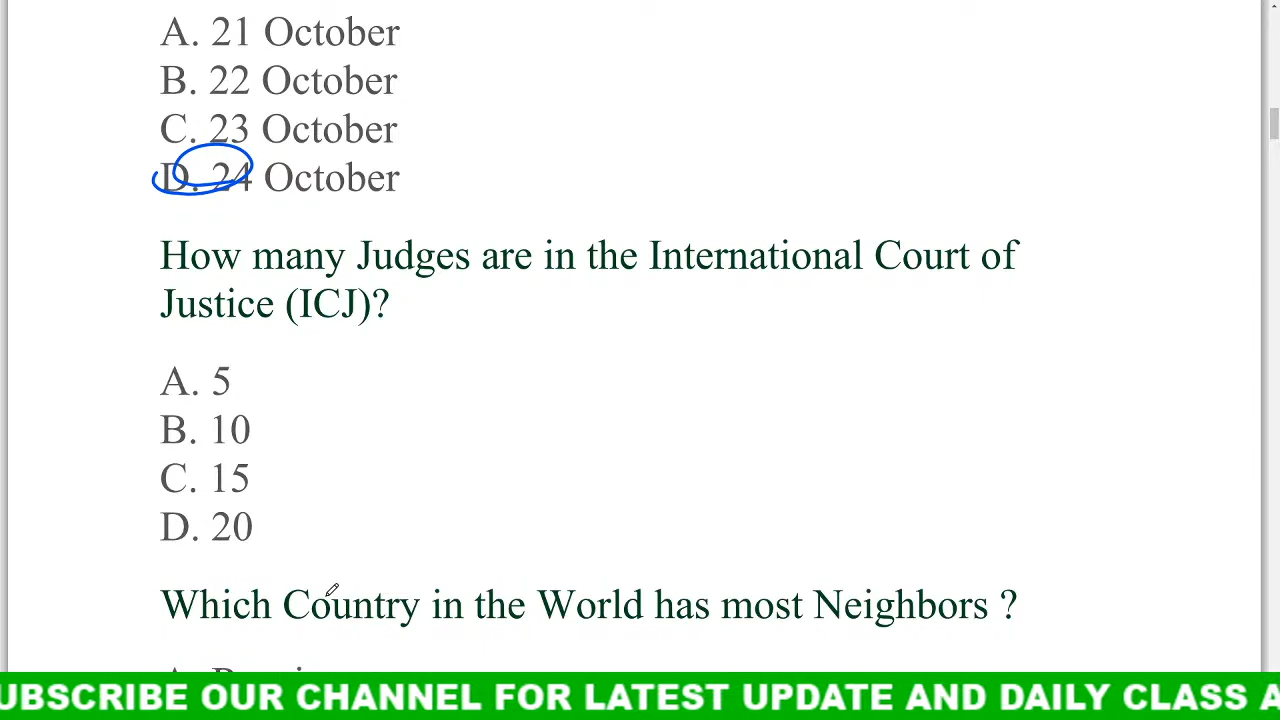 A. 21 October
B. 22 October
C. 23 October
D. 24 October
How many Judges are in the International Court of
Justice (ICJ)?
A. 5
B. 10
C. 15
D. 20
Which Country in the World has most Neighbors ?
UBSCRIBE OUR CHANNEL FOR LATEST UPDATE AND DAILY CLASS A